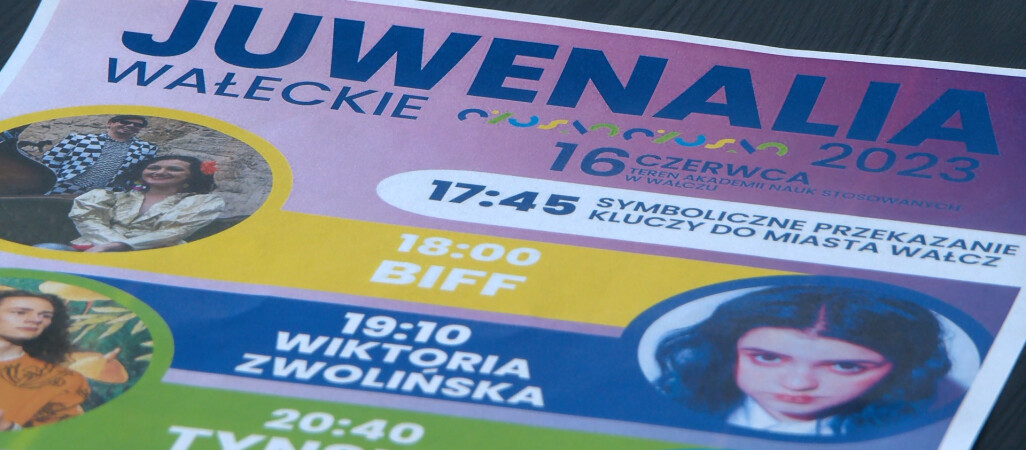 JUWENALIA
WAŁECKIE
2023
16 CZERWCA
TEREN AKADEMII NAUK STOSOWANYCH
W WAŁCZU
17:45 SYMBOLICZNE PRZEKAZANIE
KLUCZY DO MIASTA WAŁCZ
18:00
BIFF
19:10
WIKTORIA
ZWOLIŃSKA
20:40